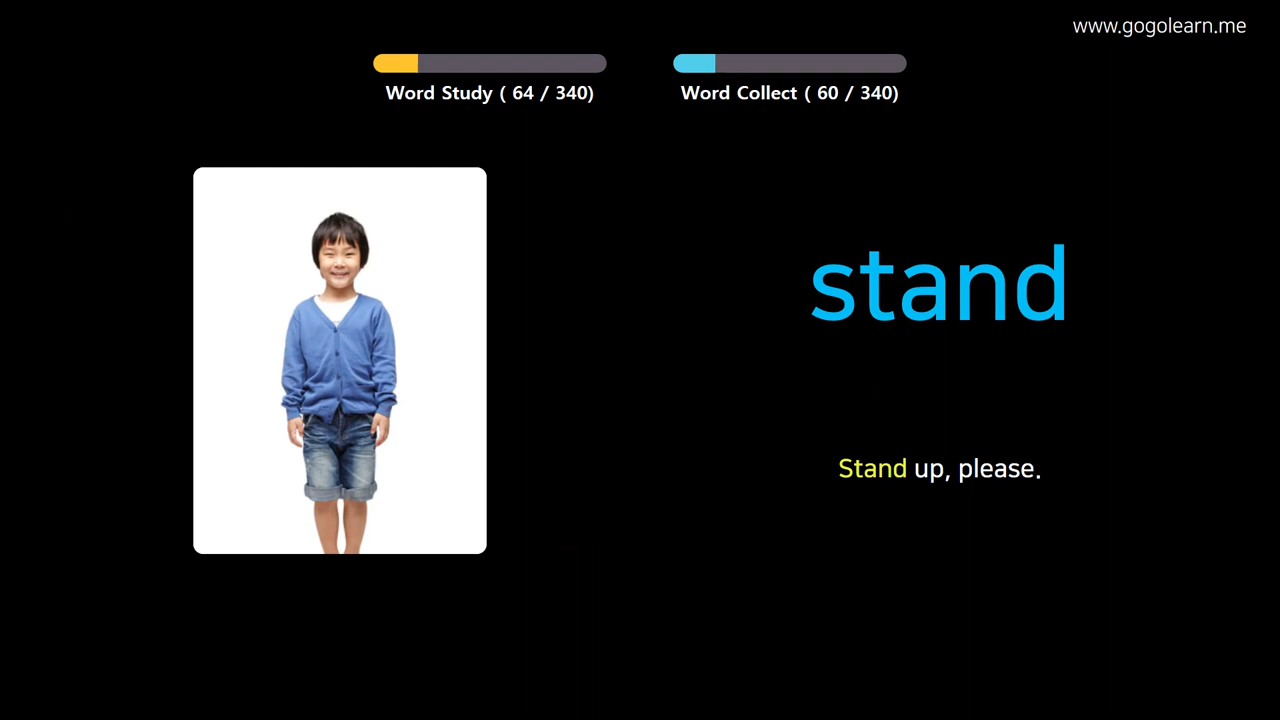 www.gogolearn.me
Word Study ( 64 / 340)
Word Collect ( 60 / 340)
stand
Stand up, please.